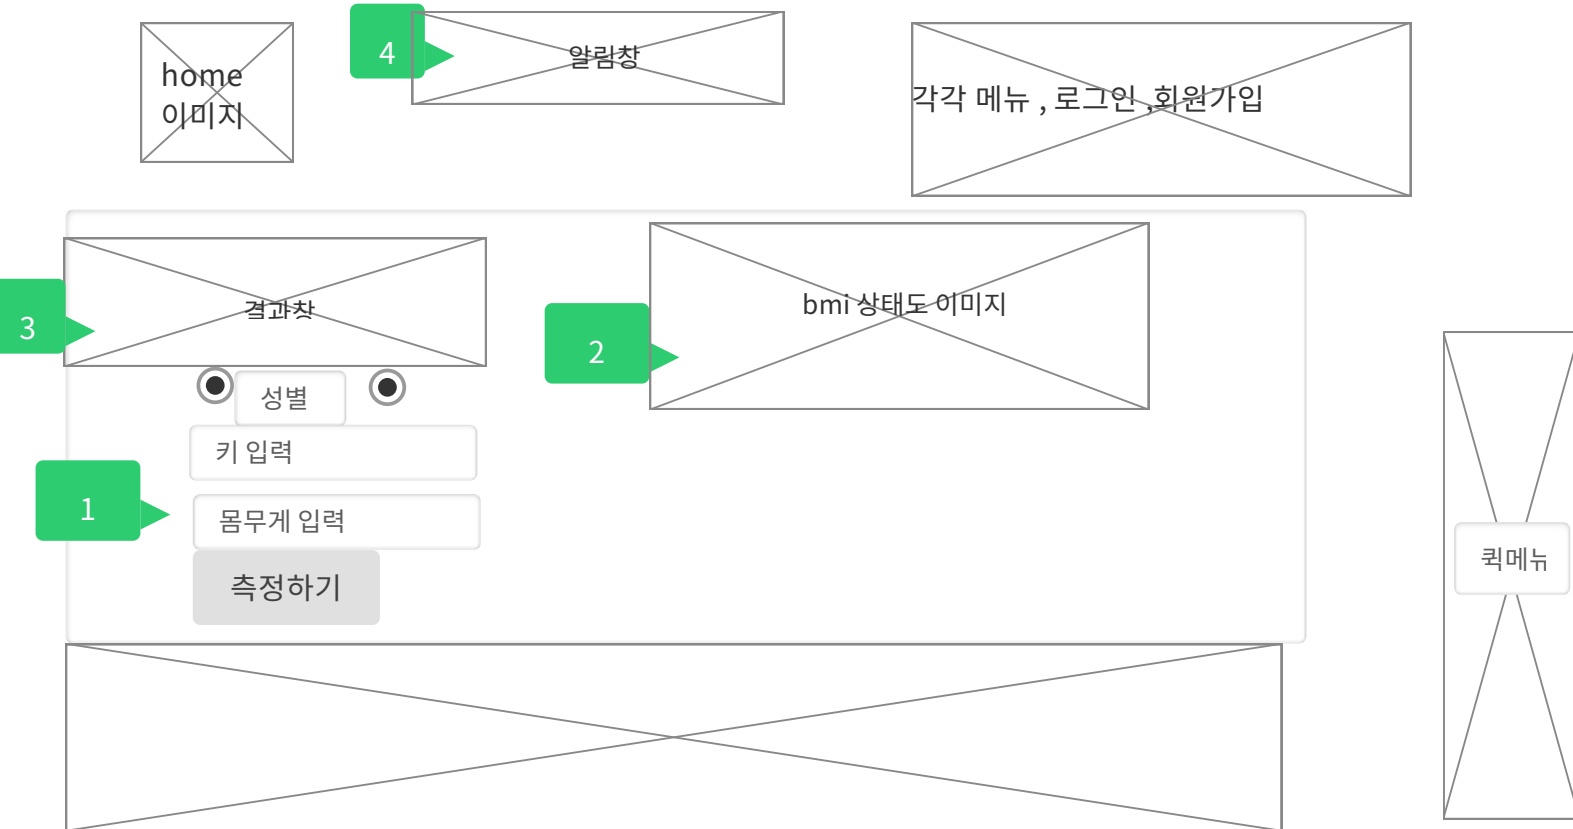 home
이미지
4
알림창
각각 메뉴 , 로그인 ,회원가입
3
결과창
2
bmi 상태도 이미지
성별
키 입력
1
몸무게 입력
측정하기
퀵메뉴